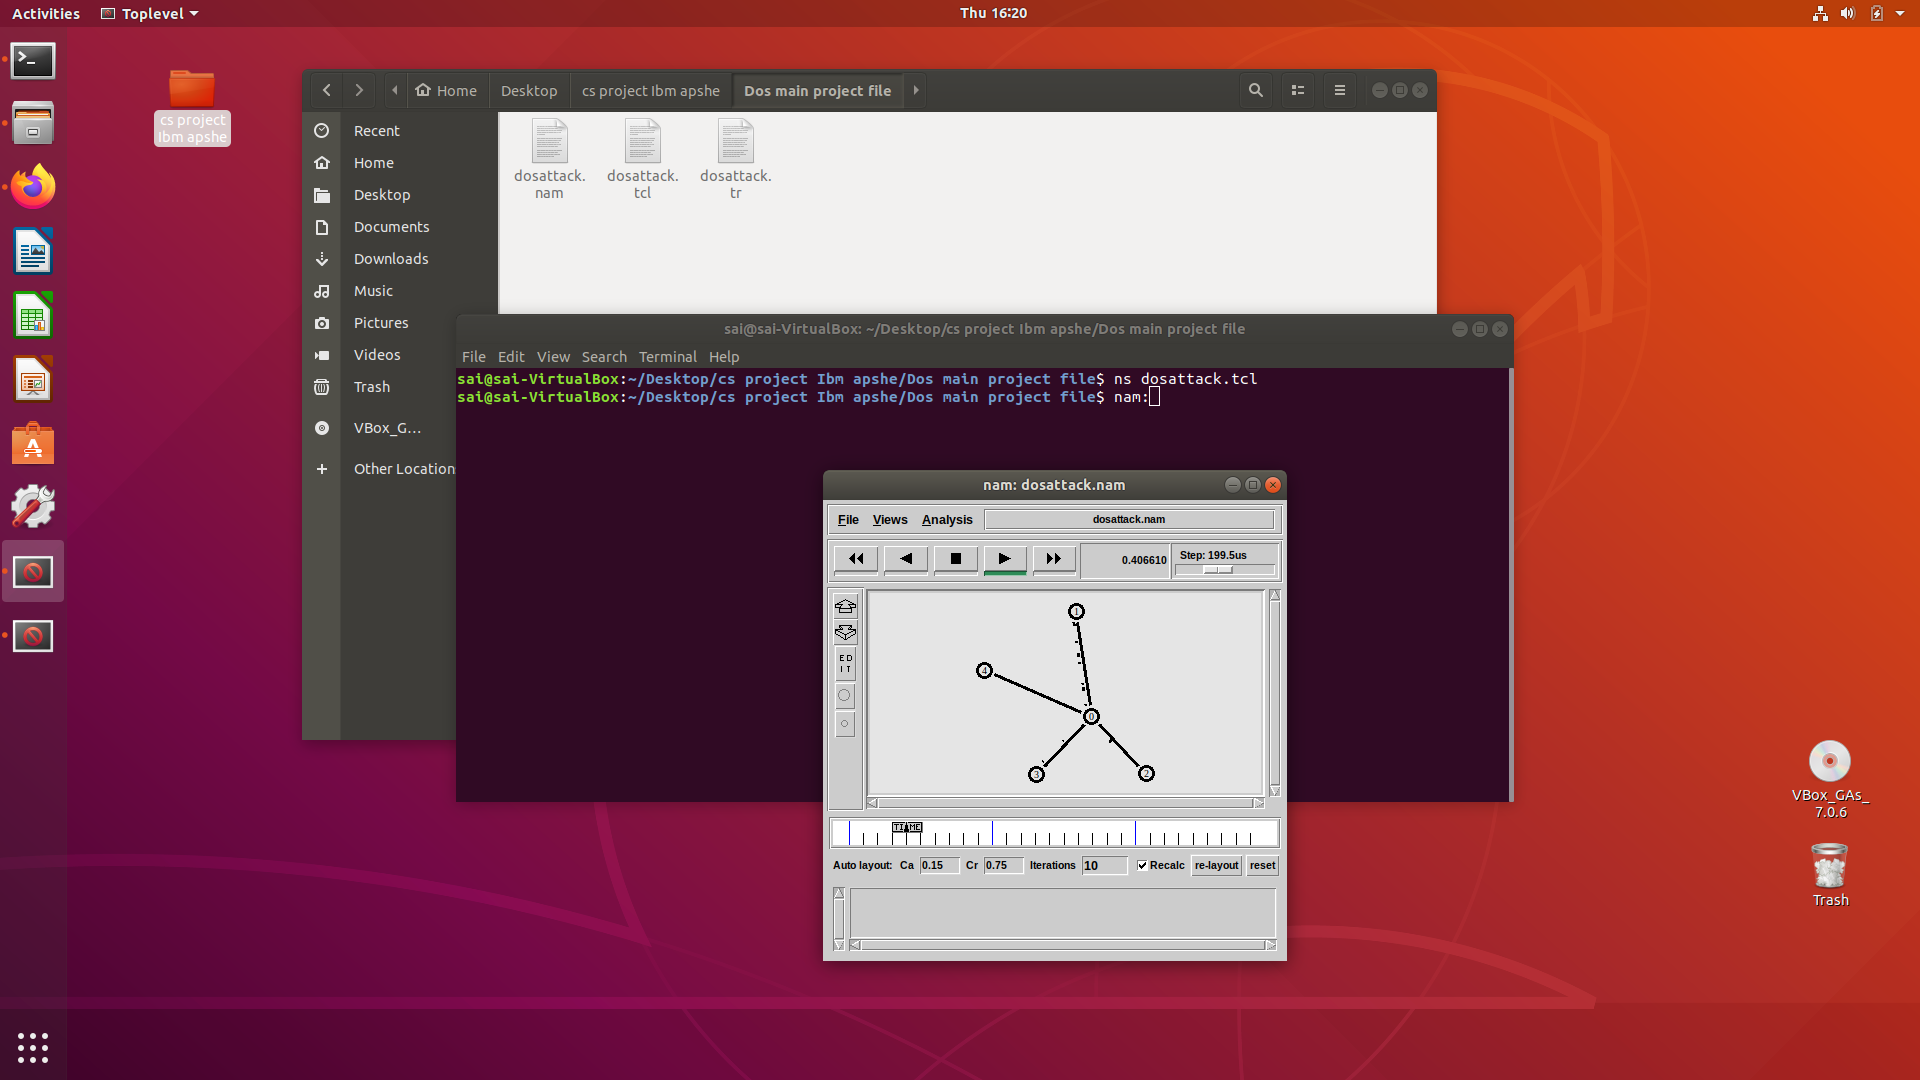 Activities
Toplevel
Thu 16:20
cs project
Ibm apshe
Home
Desktop
cs project Ibm apshe
Dos main project file
Recent
Home
Desktop
Documents
Downloads
Music
Pictures
Videos
Trash
VBox_G…
Other Location
dosattack.
nam
dosattack.
tcl
dosattack.
tr
sai@sai-VirtualBox: ~/Desktop/cs project Ibm apshe/Dos main project file
File Edit View Search Terminal Help
sai@sai-VirtualBox:~/Desktop/cs project Ibm apshe/Dos main project file$ ns dosattack.tcl
sai@sai-VirtualBox:~/Desktop/cs project Ibm apshe/Dos main project file$ nam:
nam: dosattack.nam
File Views Analysis
dosattack.nam
0.406610
Step: 199.5us
ED
IT
1
4
0
3
2
TIME
Auto layout: Ca 0.15 Cr 0.75 Iterations 10 Recalc re-layout reset
VBox_GAs_
7.0.6
Trash